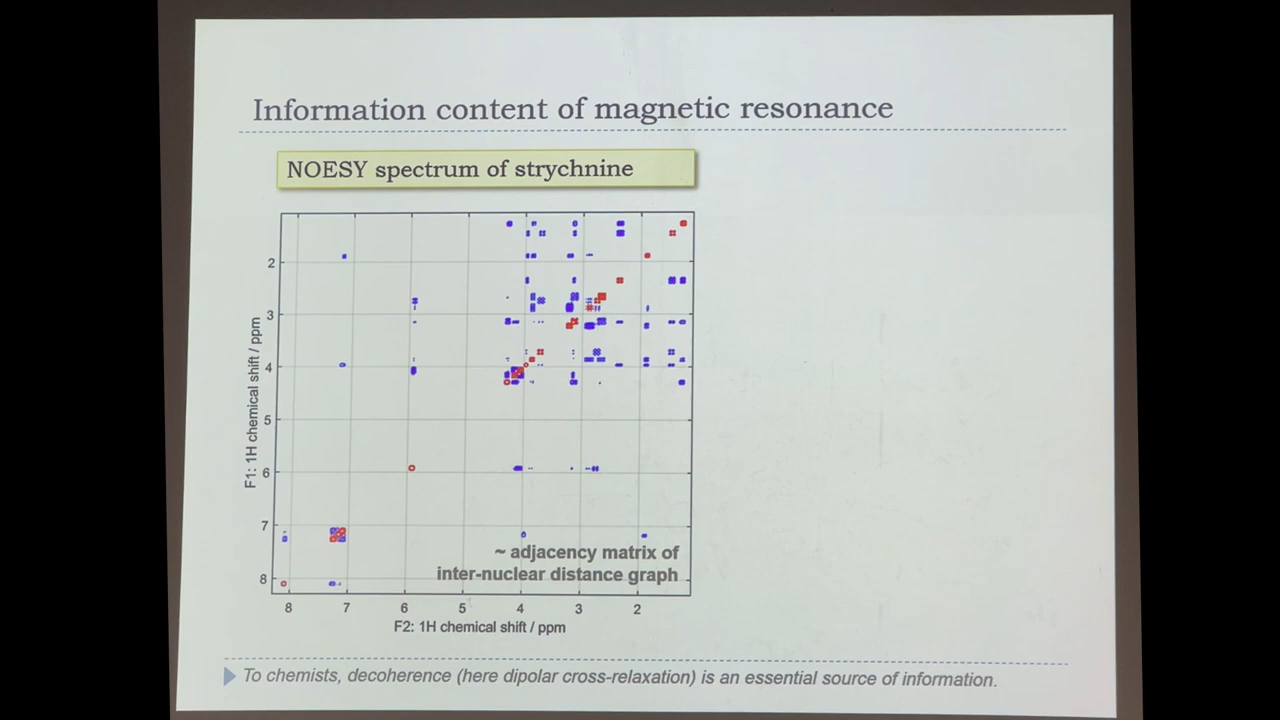 Information content of magnetic resonance
NOESY spectrum of strychnine
F1: 1H chemical shift / ppm
2
3
4
5
6
7
8
~ adjacency matrix of
inter-nuclear distance graph
8 7 6 5 4 3 2
F2: 1H chemical shift / ppm
To chemists, decoherence (here dipolar cross-relaxation) is an essential source of information.